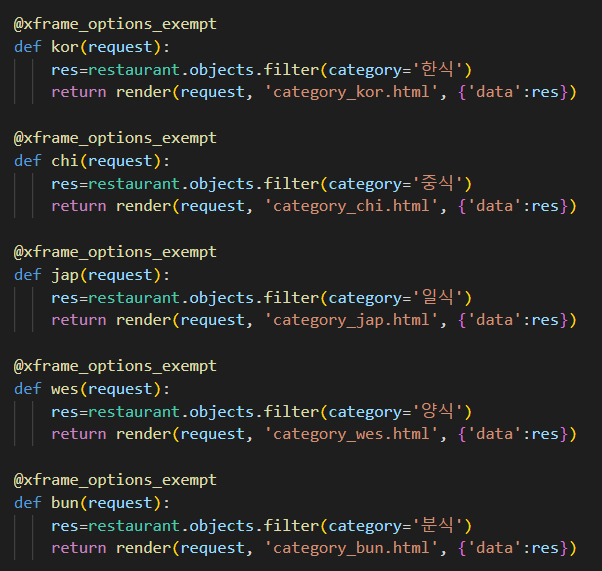 @xframe_options_exempt
def kor(request):
    res=restaurant.objects.filter(category='한식')
    return render(request, 'category_kor.html', {'data':res})

@xframe_options_exempt
def chi(request):
    res=restaurant.objects.filter(category='중식')
    return render(request, 'category_chi.html', {'data':res})

@xframe_options_exempt
def jap(request):
    res=restaurant.objects.filter(category='일식')
    return render(request, 'category_jap.html', {'data':res})

@xframe_options_exempt
def wes(request):
    res=restaurant.objects.filter(category='양식')
    return render(request, 'category_wes.html', {'data':res})

@xframe_options_exempt
def bun(request):
    res=restaurant.objects.filter(category='분식')
    return render(request, 'category_bun.html', {'data':res})